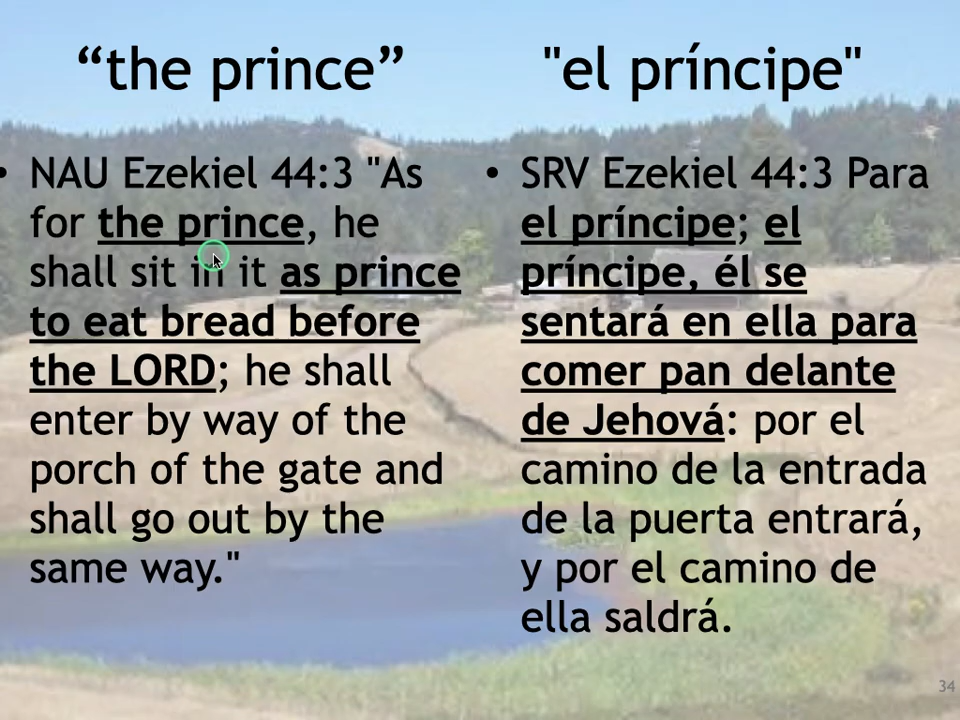 “the prince”
• NAU Ezekiel 44:3 "As
for the prince, he
shall sit in it as prince
to eat bread before
the LORD; he shall
enter by way of the
porch of the gate and
shall go out by the
same way."
"el príncipe"
• SRV Ezekiel 44:3 Para
el príncipe; el
príncipe, él se
sentará en ella para
comer pan delante
de Jehová: por el
camino de la entrada
de la puerta entrará,
y por el camino de
ella saldrá.
34